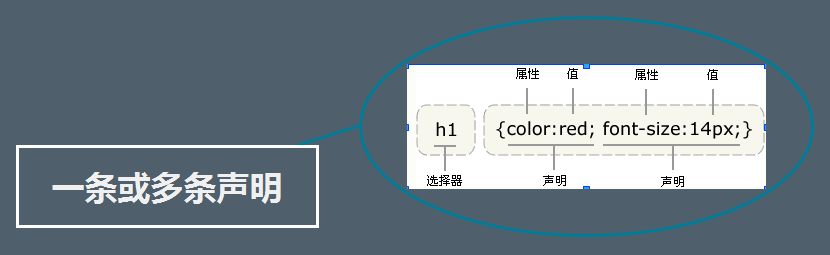 属性 值 属性 值
h1 {color:red; font-size:14px;}
选择器 声明 声明
一条或多条声明